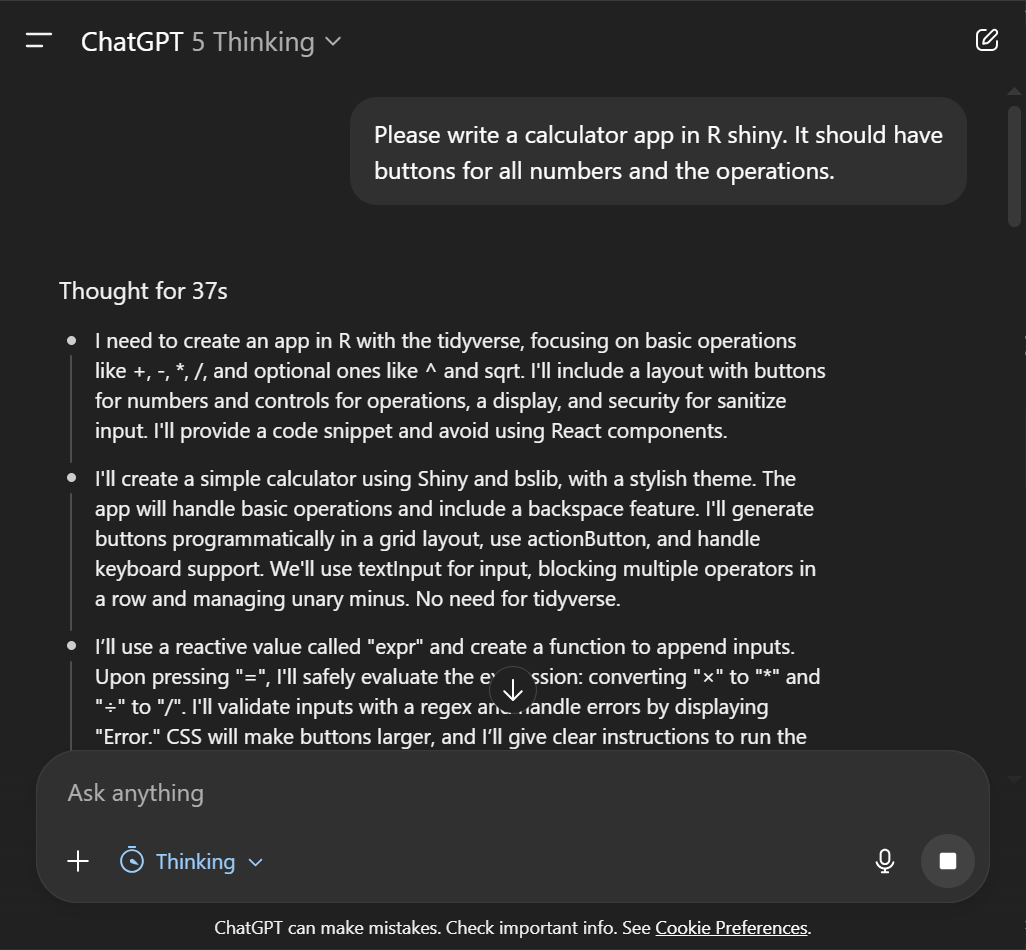 ChatGPT 5 Thinking
Please write a calculator app in R shiny. It should have
buttons for all numbers and the operations.
Thought for 37s
I need to create an app in R with the tidyverse, focusing on basic operations
like +, -, *, /, and optional ones like ^ and sqrt. I'll include a layout with buttons
for numbers and controls for operations, a display, and security for sanitize
input. I'll provide a code snippet and avoid using React components.
I'll create a simple calculator using Shiny and bslib, with a stylish theme. The
app will handle basic operations and include a backspace feature. I'll generate
buttons programmatically in a grid layout, use actionButton, and handle
keyboard support. We'll use textInput for input, blocking multiple operators in
a row and managing unary minus. No need for tidyverse.
I’ll use a reactive value called "expr" and create a function to append inputs.
Upon pressing "=", I'll safely evaluate the expression: converting "×" to "*" and
"÷" to "/". I'll validate inputs with a regex and handle errors by displaying
"Error." CSS will make buttons larger, and I’ll give clear instructions to run the
Ask anything
Thinking
ChatGPT can make mistakes. Check important info. See Cookie Preferences.